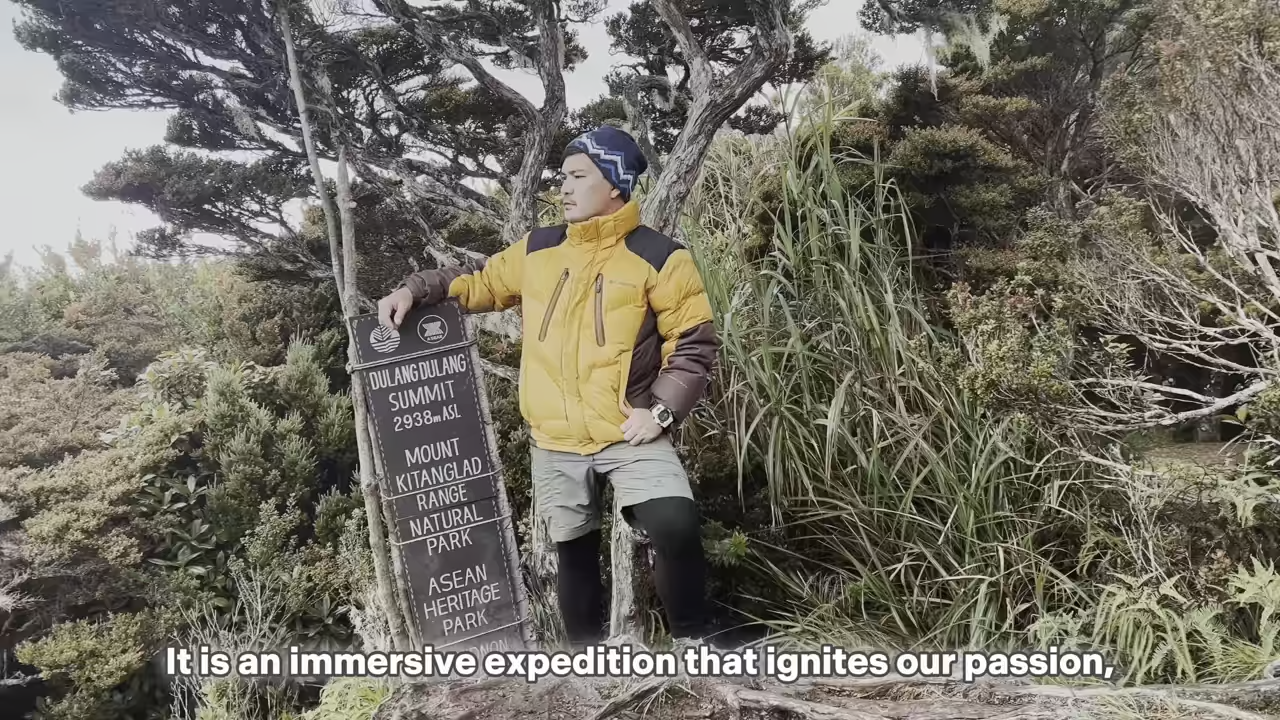 DULANG DULANG
SUMMIT
2938m ASL
MOUNT
KITANGLAD
RANGE
NATURAL
PARK
ASEAN
HERITAGE
PARK
It is an immersive expedition that ignites our passion,